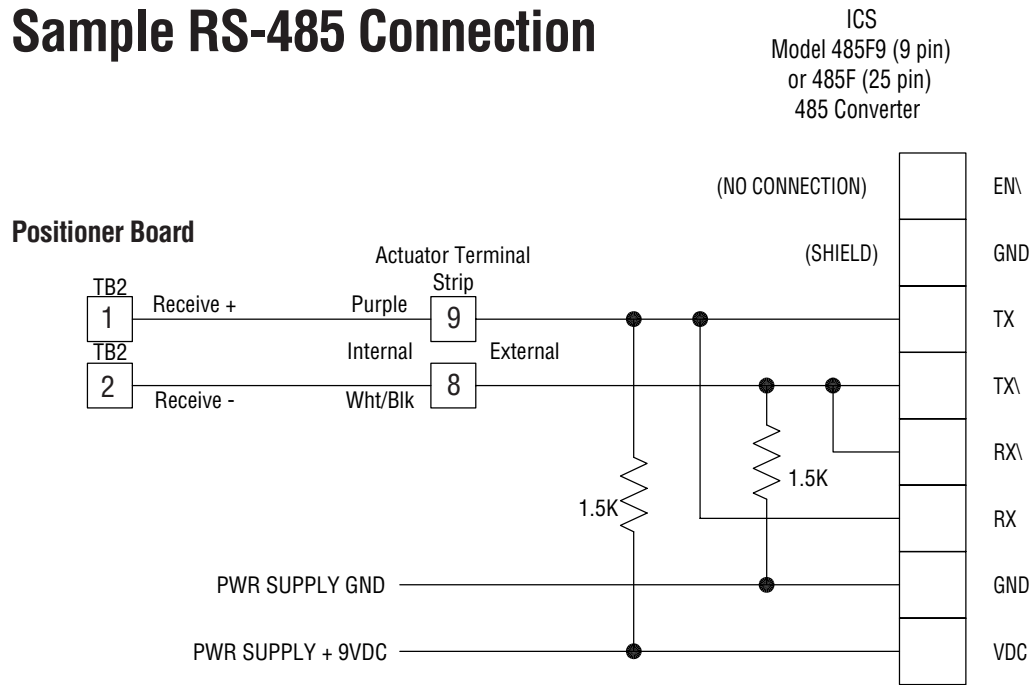 Sample RS-485 Connection
ICS
Model 485F9 (9 pin)
or 485F (25 pin)
485 Converter
(NO CONNECTION)
EN\
Positioner Board
(SHIELD)
GND
Actuator Terminal
Strip
TB2
1
Receive +
Purple
9
TX
TB2
Internal
External
2
Receive -
Wht/Blk
8
TX\
RX\
1.5K
1.5K
RX
PWR SUPPLY GND
GND
PWR SUPPLY + 9VDC
VDC